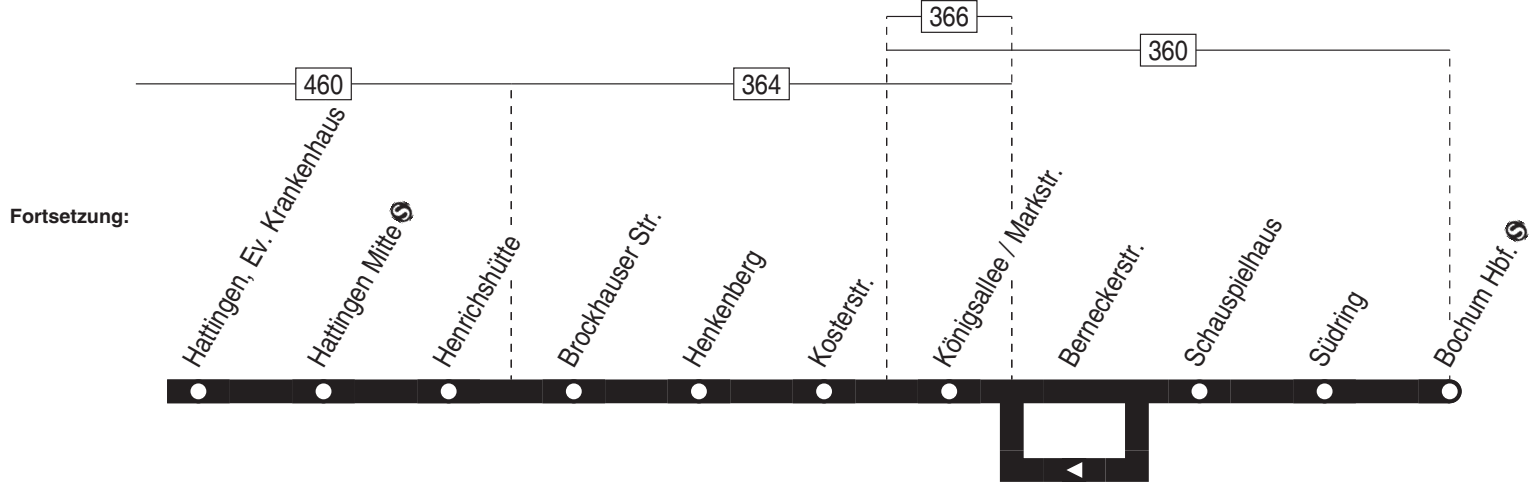 366
360
460
364
Fortsetzung:
Hattingen, Ev. Krankenhaus
Hattingen Mitte S
Henrichshütte
Brockhauser Str.
Henkenberg
Kosterstr.
Königsallee / Markstr.
Berneckerstr.
Schauspielhaus
Südring
Bochum Hbf. S